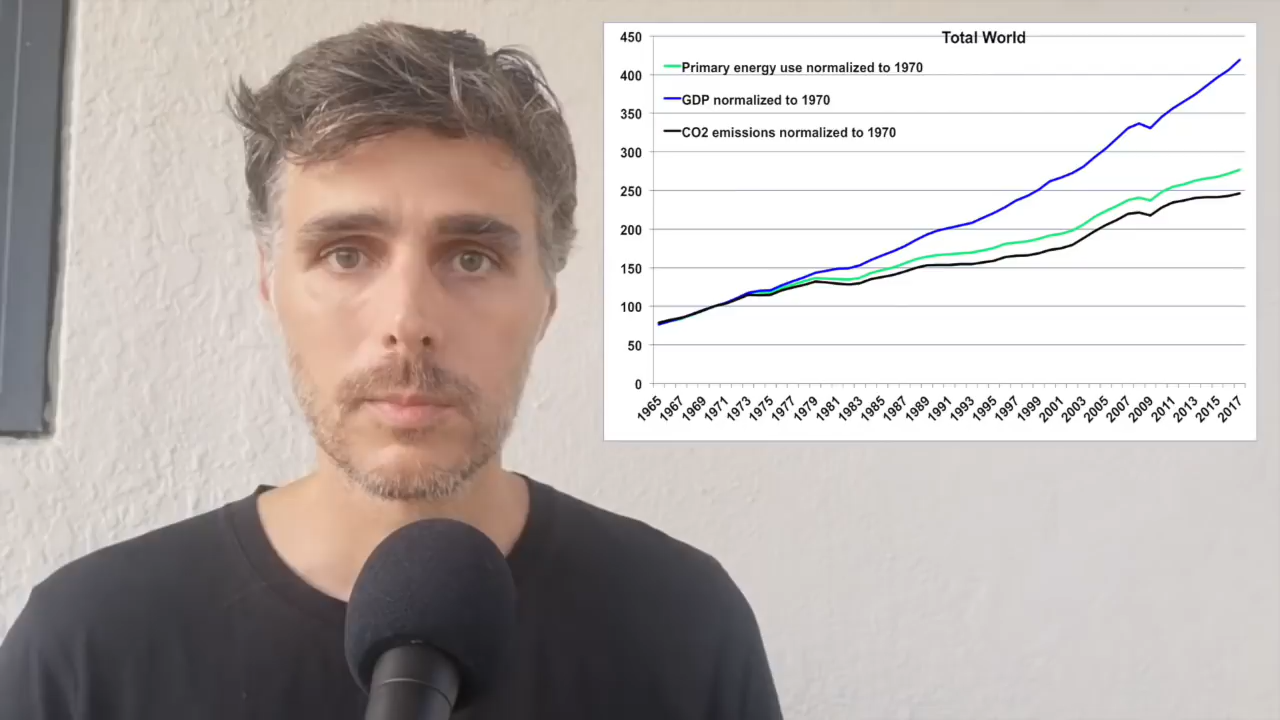 Total World
450
400
350
300
250
200
150
100
50
0
Primary energy use normalized to 1970
GDP normalized to 1970
CO2 emissions normalized to 1970
1965 1967 1969 1971 1973 1975 1977 1979 1981 1983 1985 1987 1989 1991 1993 1995 1997 1999 2001 2003 2005 2007 2009 2011 2013 2015 2017